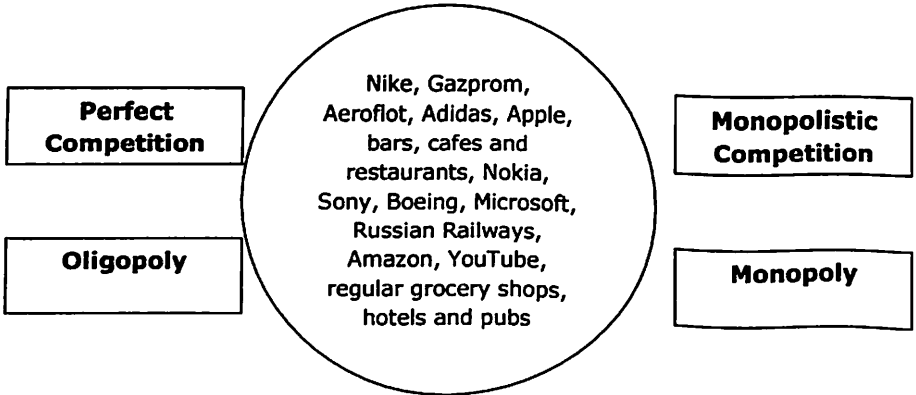 Perfect
Competition
Oligopoly
Nike, Gazprom,
Aeroflot, Adidas, Apple,
bars, cafes and
restaurants, Nokia,
Sony, Boeing, Microsoft,
Russian Railways,
Amazon, YouTube,
regular grocery shops,
hotels and pubs
Monopolistic
Competition
Monopoly